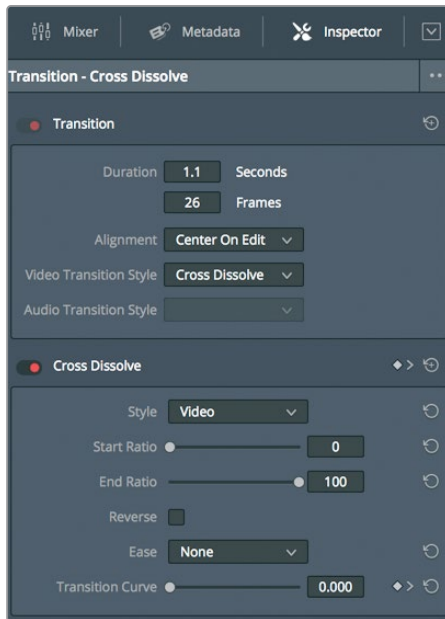 Mixer Metadata Inspector
Transition - Cross Dissolve
Transition
Duration 1.1 Seconds
26 Frames
Alignment Center On Edit
Video Transition Style Cross Dissolve
Audio Transition Style
Cross Dissolve
Style Video
Start Ratio 0
End Ratio 100
Reverse
Ease None
Transition Curve 0.000